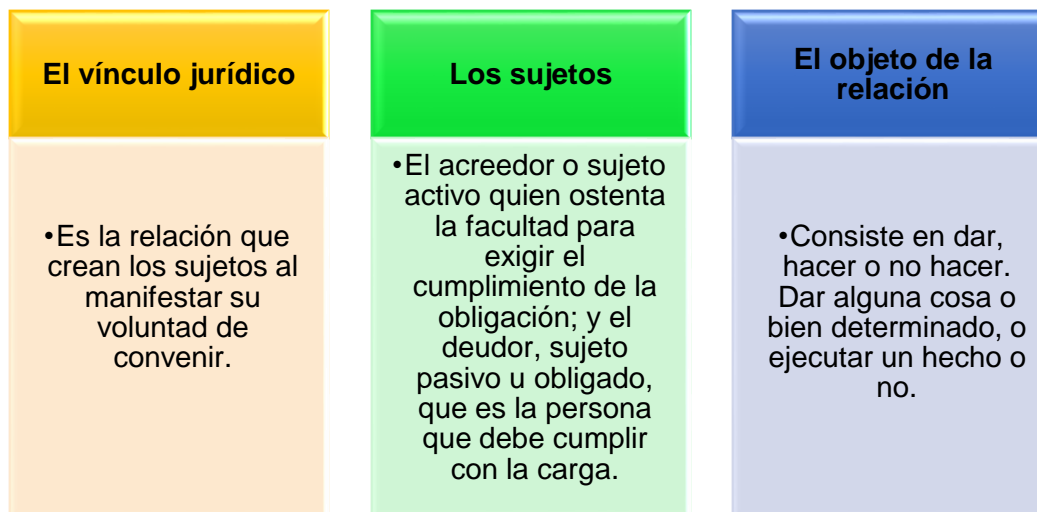 El vínculo jurídico
•Es la relación que
crean los sujetos al
manifestar su
voluntad de
convenir.
Los sujetos
•El acreedor o sujeto
activo quien ostenta
la facultad para
exigir el
cumplimiento de la
obligación; y el
deudor, sujeto
pasivo u obligado,
que es la persona
que debe cumplir
con la carga.
El objeto de la
relación
•Consiste en dar,
hacer o no hacer.
Dar alguna cosa o
bien determinado, o
ejecutar un hecho o
no.